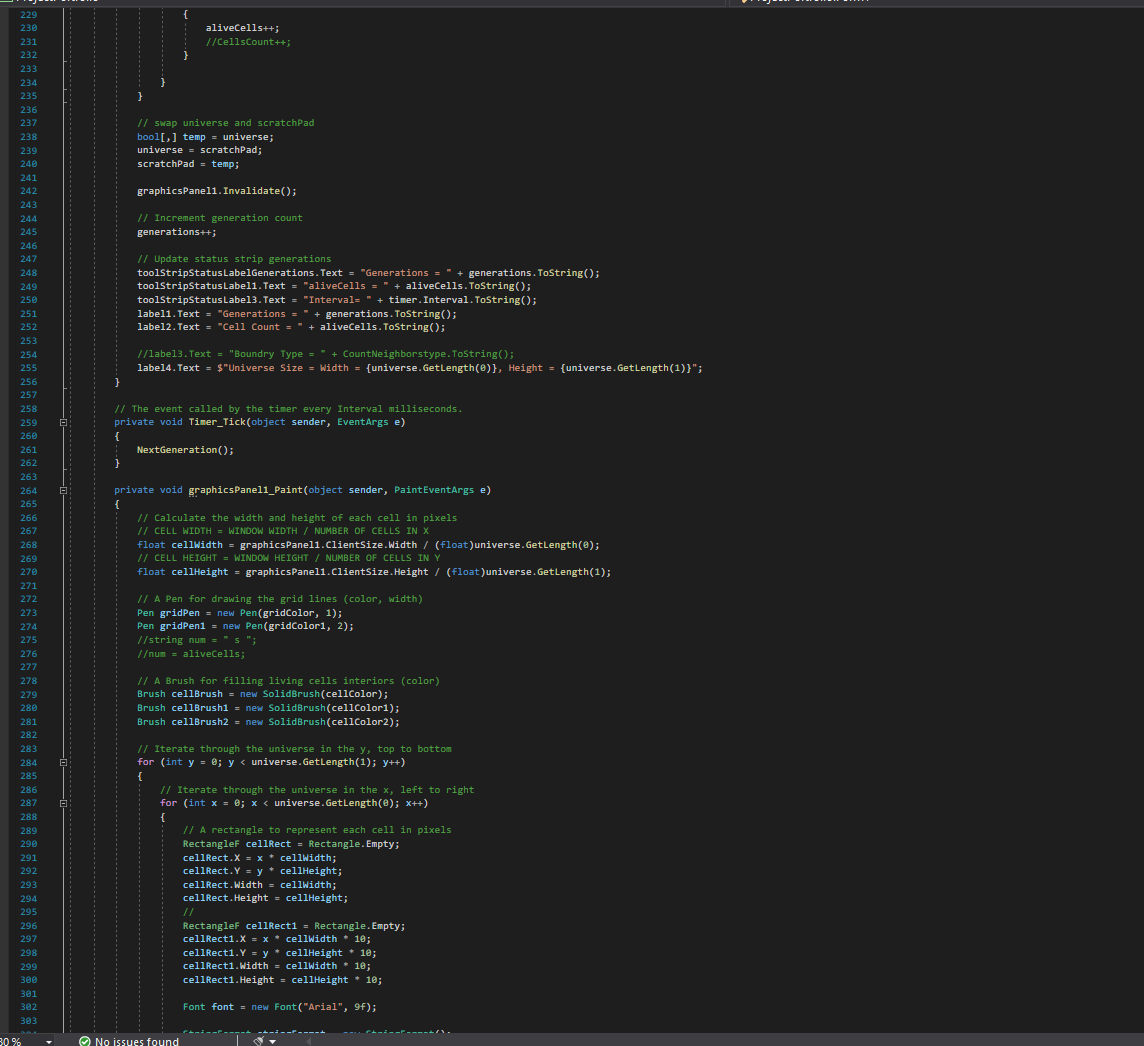 229 {
230 aliveCells++;
231 //CellsCount++;
232 }
233
234 }
235 }
236
237 // swap universe and scratchPad
238 bool[,] temp = universe;
239 universe = scratchPad;
240 scratchPad = temp;
241
242 graphicsPanel1.Invalidate();
243
244 // Increment generation count
245 generations++;
246
247 // Update status strip generations
248 toolStripStatusLabelGenerations.Text = "Generations = " + generations.ToString();
249 toolStripStatusLabel1.Text = "aliveCells = " + aliveCells.ToString();
250 toolStripStatusLabel3.Text = "Interval= " + timer.Interval.ToString();
251 label1.Text = "Generations = " + generations.ToString();
252 label2.Text = "Cell Count = " + aliveCells.ToString();
253
254 //label3.Text = "Boundry Type = " + CountNeighborstype.ToString();
255 label4.Text = $"Universe Size = Width = {universe.GetLength(0)}, Height = {universe.GetLength(1)}";
256 }
257
258 // The event called by the timer every Interval milliseconds.
259 private void Timer_Tick(object sender, EventArgs e)
260 {
261 NextGeneration();
262 }
263
264 private void graphicsPanel1_Paint(object sender, PaintEventArgs e)
265 {
266 // Calculate the width and height of each cell in pixels
267 // CELL WIDTH = WINDOW WIDTH / NUMBER OF CELLS IN X
268 float cellWidth = graphicsPanel1.ClientSize.Width / (float)universe.GetLength(0);
269 // CELL HEIGHT = WINDOW HEIGHT / NUMBER OF CELLS IN Y
270 float cellHeight = graphicsPanel1.ClientSize.Height / (float)universe.GetLength(1);
271
272 // A Pen for drawing the grid lines (color, width)
273 Pen gridPen = new Pen(gridColor, 1);
274 Pen gridPen1 = new Pen(gridColor1, 2);
275 //string num = " s ";
276 //num = aliveCells;
277
278 // A Brush for filling living cells interiors (color)
279 Brush cellBrush = new SolidBrush(cellColor);
280 Brush cellBrush1 = new SolidBrush(cellColor1);
281 Brush cellBrush2 = new SolidBrush(cellColor2);
282
283 // Iterate through the universe in the y, top to bottom
284 for (int y = 0; y < universe.GetLength(1); y++)
285 {
286 // Iterate through the universe in the x, left to right
287 for (int x = 0; x < universe.GetLength(0); x++)
288 {
289 // A rectangle to represent each cell in pixels
290 RectangleF cellRect = Rectangle.Empty;
291 cellRect.X = x * cellWidth;
292 cellRect.Y = y * cellHeight;
293 cellRect.Width = cellWidth;
294 cellRect.Height = cellHeight;
295 //
296 RectangleF cellRect1 = Rectangle.Empty;
297 cellRect1.X = x * cellWidth * 10;
298 cellRect1.Y = y * cellHeight * 10;
299 cellRect1.Width = cellWidth * 10;
300 cellRect1.Height = cellHeight * 10;
301
302 Font font = new Font("Arial", 9f);
303
No issues found